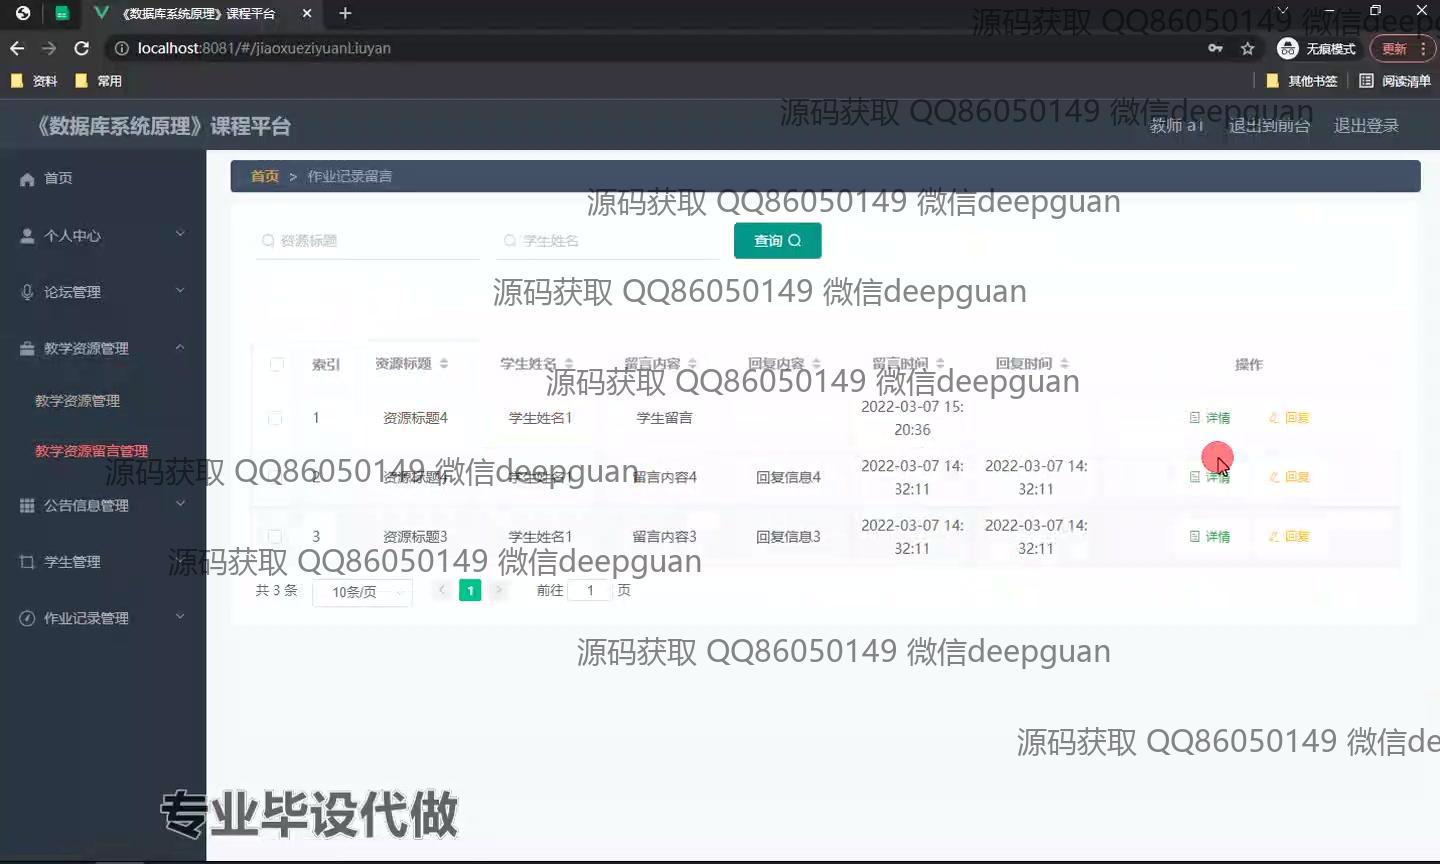 《数据库系统原理》课程平台
localhost:8081/#/jiaoxueziyuanLiuyan
无痕模式
更新
资料
常用
其他书签
阅读清单
源码获取 QQ86050149 微信deepg
《数据库系统原理》课程平台
源码获取 QQ86050149 微信deepguan
教师 a1
退出到前台
退出登录
首页
个人中心
论坛管理
教学资源管理
教学资源管理
教学资源留言管理
公告信息管理
学生管理
作业记录管理
首页 > 作业记录留言
源码获取 QQ86050149 微信deepguan
资源标题
学生姓名
查询
源码获取 QQ86050149 微信deepguan
索引 资源标题 学生姓名 留言内容 回复内容 留言时间 回复时间 操作
源码获取 QQ86050149 微信deepguan
1 资源标题4 学生姓名1 学生留言 2022-03-07 15:20:36 详情 回复
2 资源标题4 学生姓名1 留言内容4 回复信息4 2022-03-07 14:32:11 2022-03-07 14:32:11 详情 回复
源码获取 QQ86050149 微信deepguan
3 资源标题3 学生姓名1 留言内容3 回复信息3 2022-03-07 14:32:11 2022-03-07 14:32:11 详情 回复
源码获取 QQ86050149 微信deepguan
共 3 条 10条/页 1 前往 1 页
源码获取 QQ86050149 微信deepguan
源码获取 QQ86050149 微信de
专业毕设代做